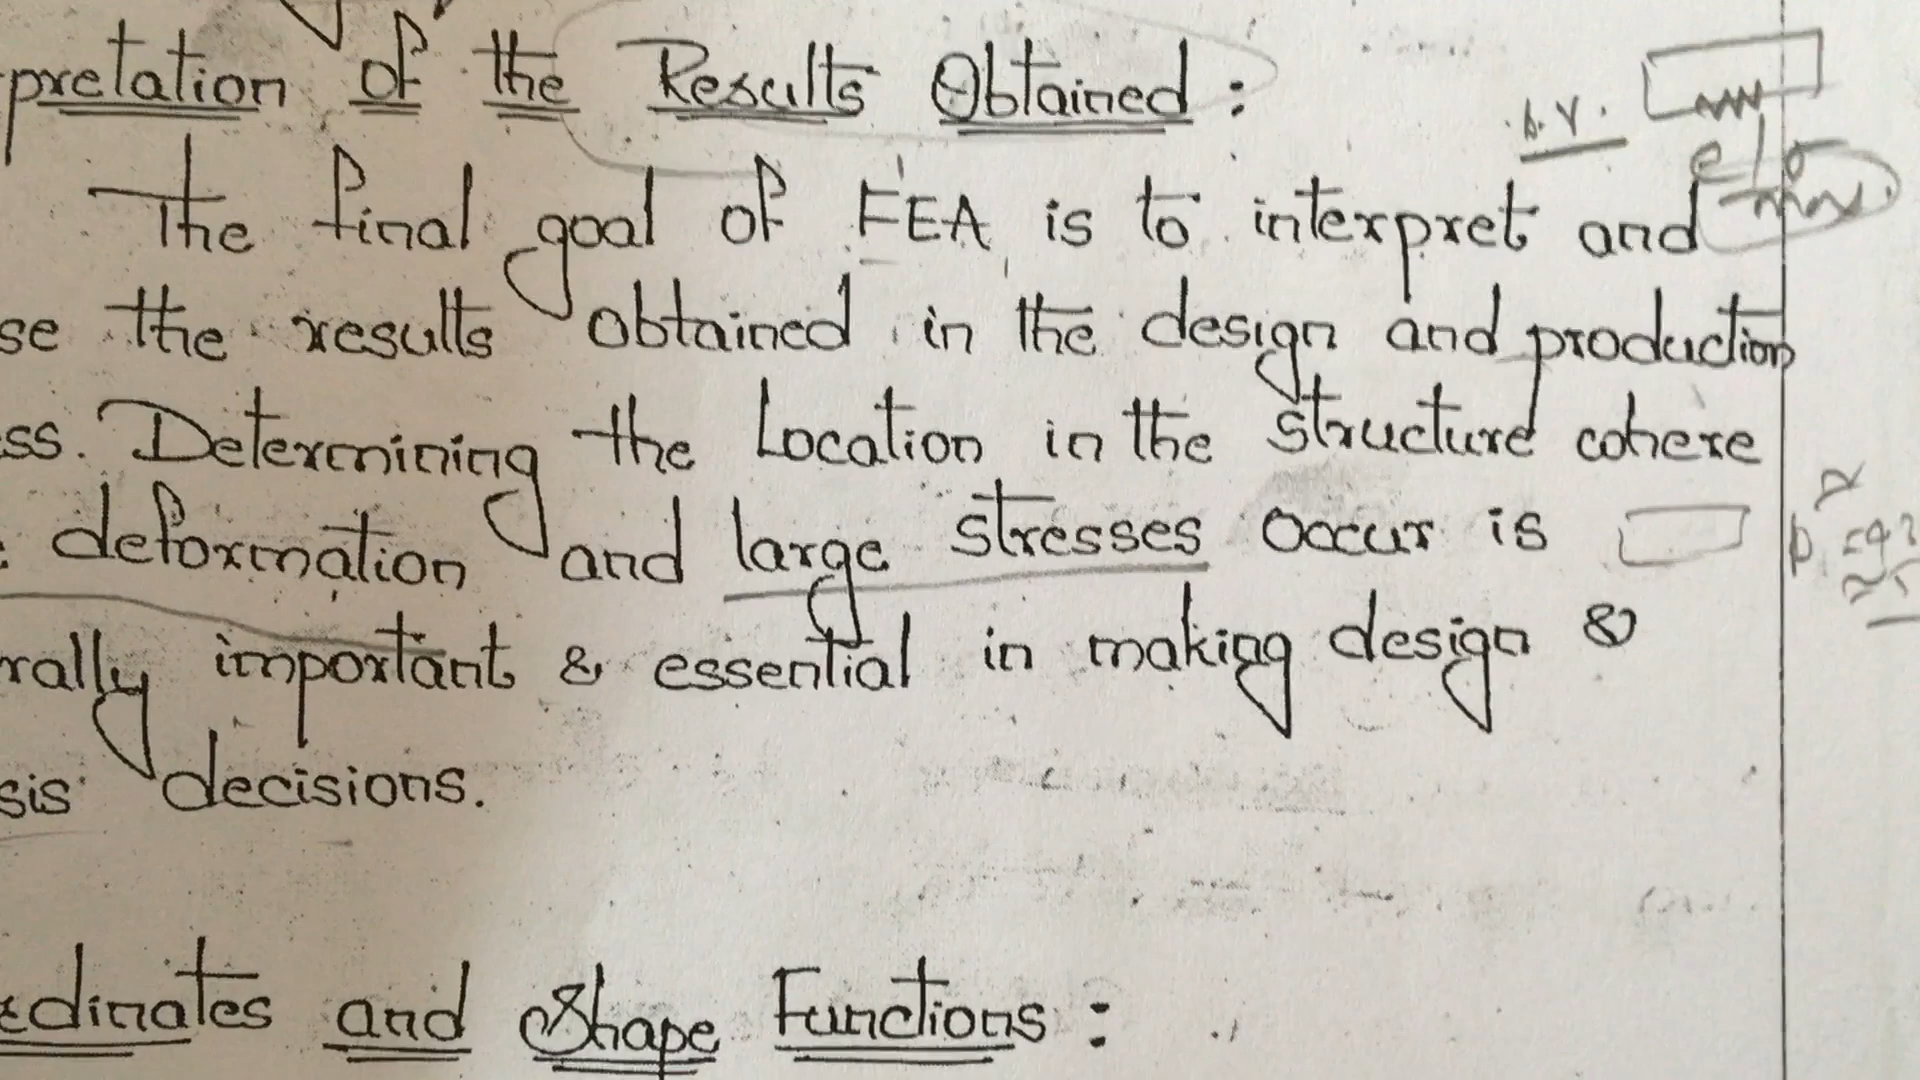 pretation of the Results Obtained :
The final goal of FEA is to interpret and
se the results obtained in the design and production
ss. Determining the Location in the structure where
deformation and large stresses occur is
rally important & essential in making design &
sis decisions.
dinates and Shape Functions :